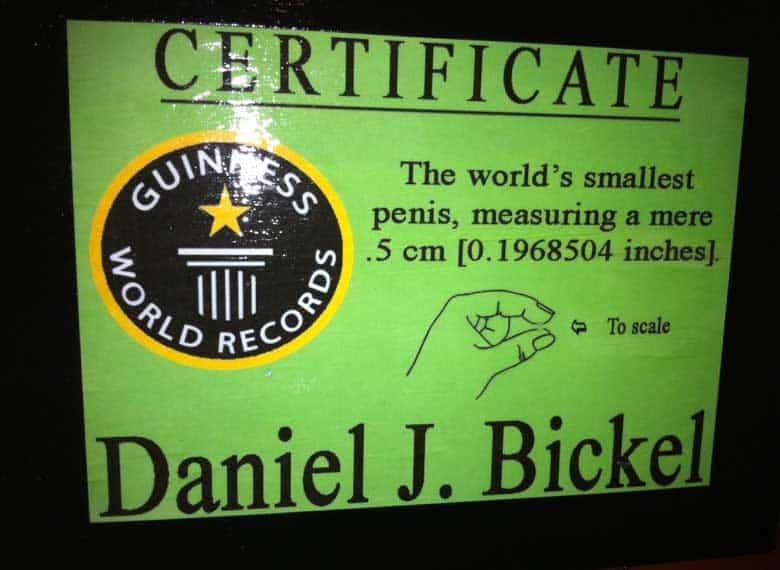 CERTIFICATE
GUINNESS
WORLD RECORDS
The world's smallest
penis, measuring a mere
.5 cm [0.1968504 inches].
To scale
Daniel J. Bickel